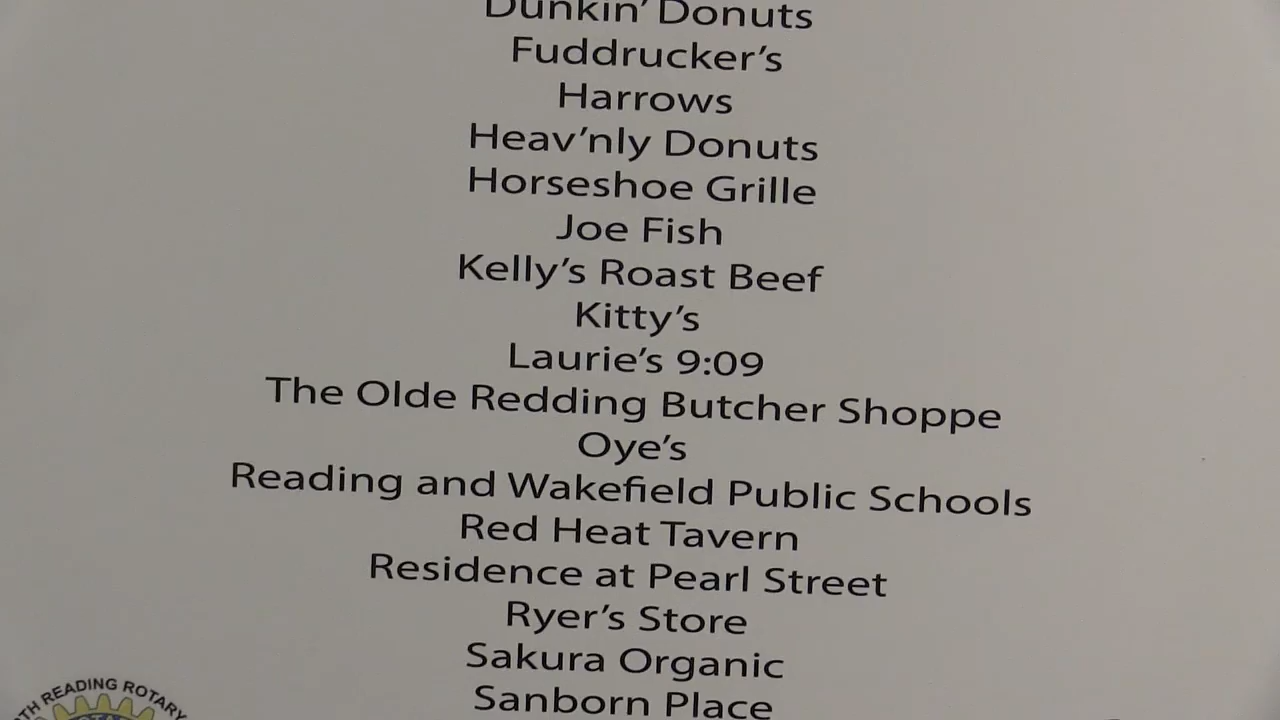 Dunkin' Donuts
Fuddrucker's
Harrows
Heav'nly Donuts
Horseshoe Grille
Joe Fish
Kelly's Roast Beef
Kitty's
Laurie's 9:09
The Olde Redding Butcher Shoppe
Oye's
Reading and Wakefield Public Schools
Red Heat Tavern
Residence at Pearl Street
Ryer's Store
Sakura Organic
Sanborn Place
READING ROTARY